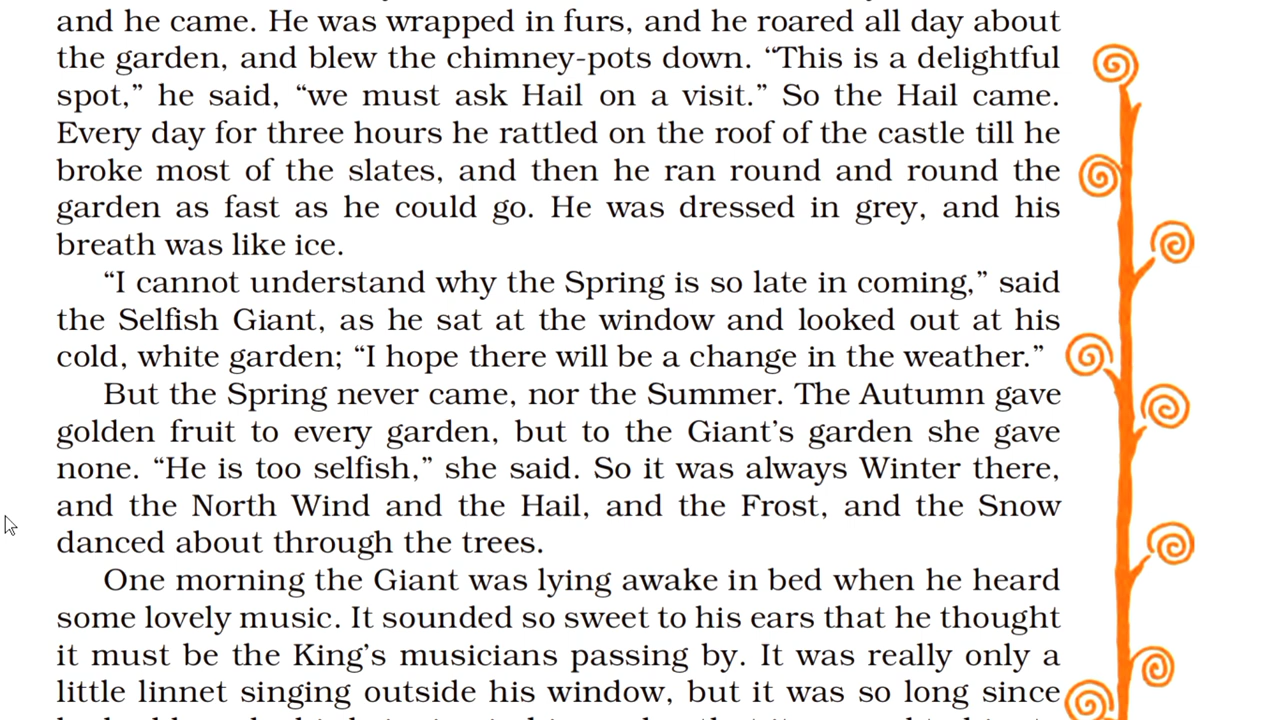 and he came. He was wrapped in furs, and he roared all day about
the garden, and blew the chimney-pots down. “This is a delightful
spot,” he said, “we must ask Hail on a visit.” So the Hail came.
Every day for three hours he rattled on the roof of the castle till he
broke most of the slates, and then he ran round and round the
garden as fast as he could go. He was dressed in grey, and his
breath was like ice.
“I cannot understand why the Spring is so late in coming,” said
the Selfish Giant, as he sat at the window and looked out at his
cold, white garden; “I hope there will be a change in the weather.”
But the Spring never came, nor the Summer. The Autumn gave
golden fruit to every garden, but to the Giant’s garden she gave
none. “He is too selfish,” she said. So it was always Winter there,
and the North Wind and the Hail, and the Frost, and the Snow
danced about through the trees.
One morning the Giant was lying awake in bed when he heard
some lovely music. It sounded so sweet to his ears that he thought
it must be the King’s musicians passing by. It was really only a
little linnet singing outside his window, but it was so long since